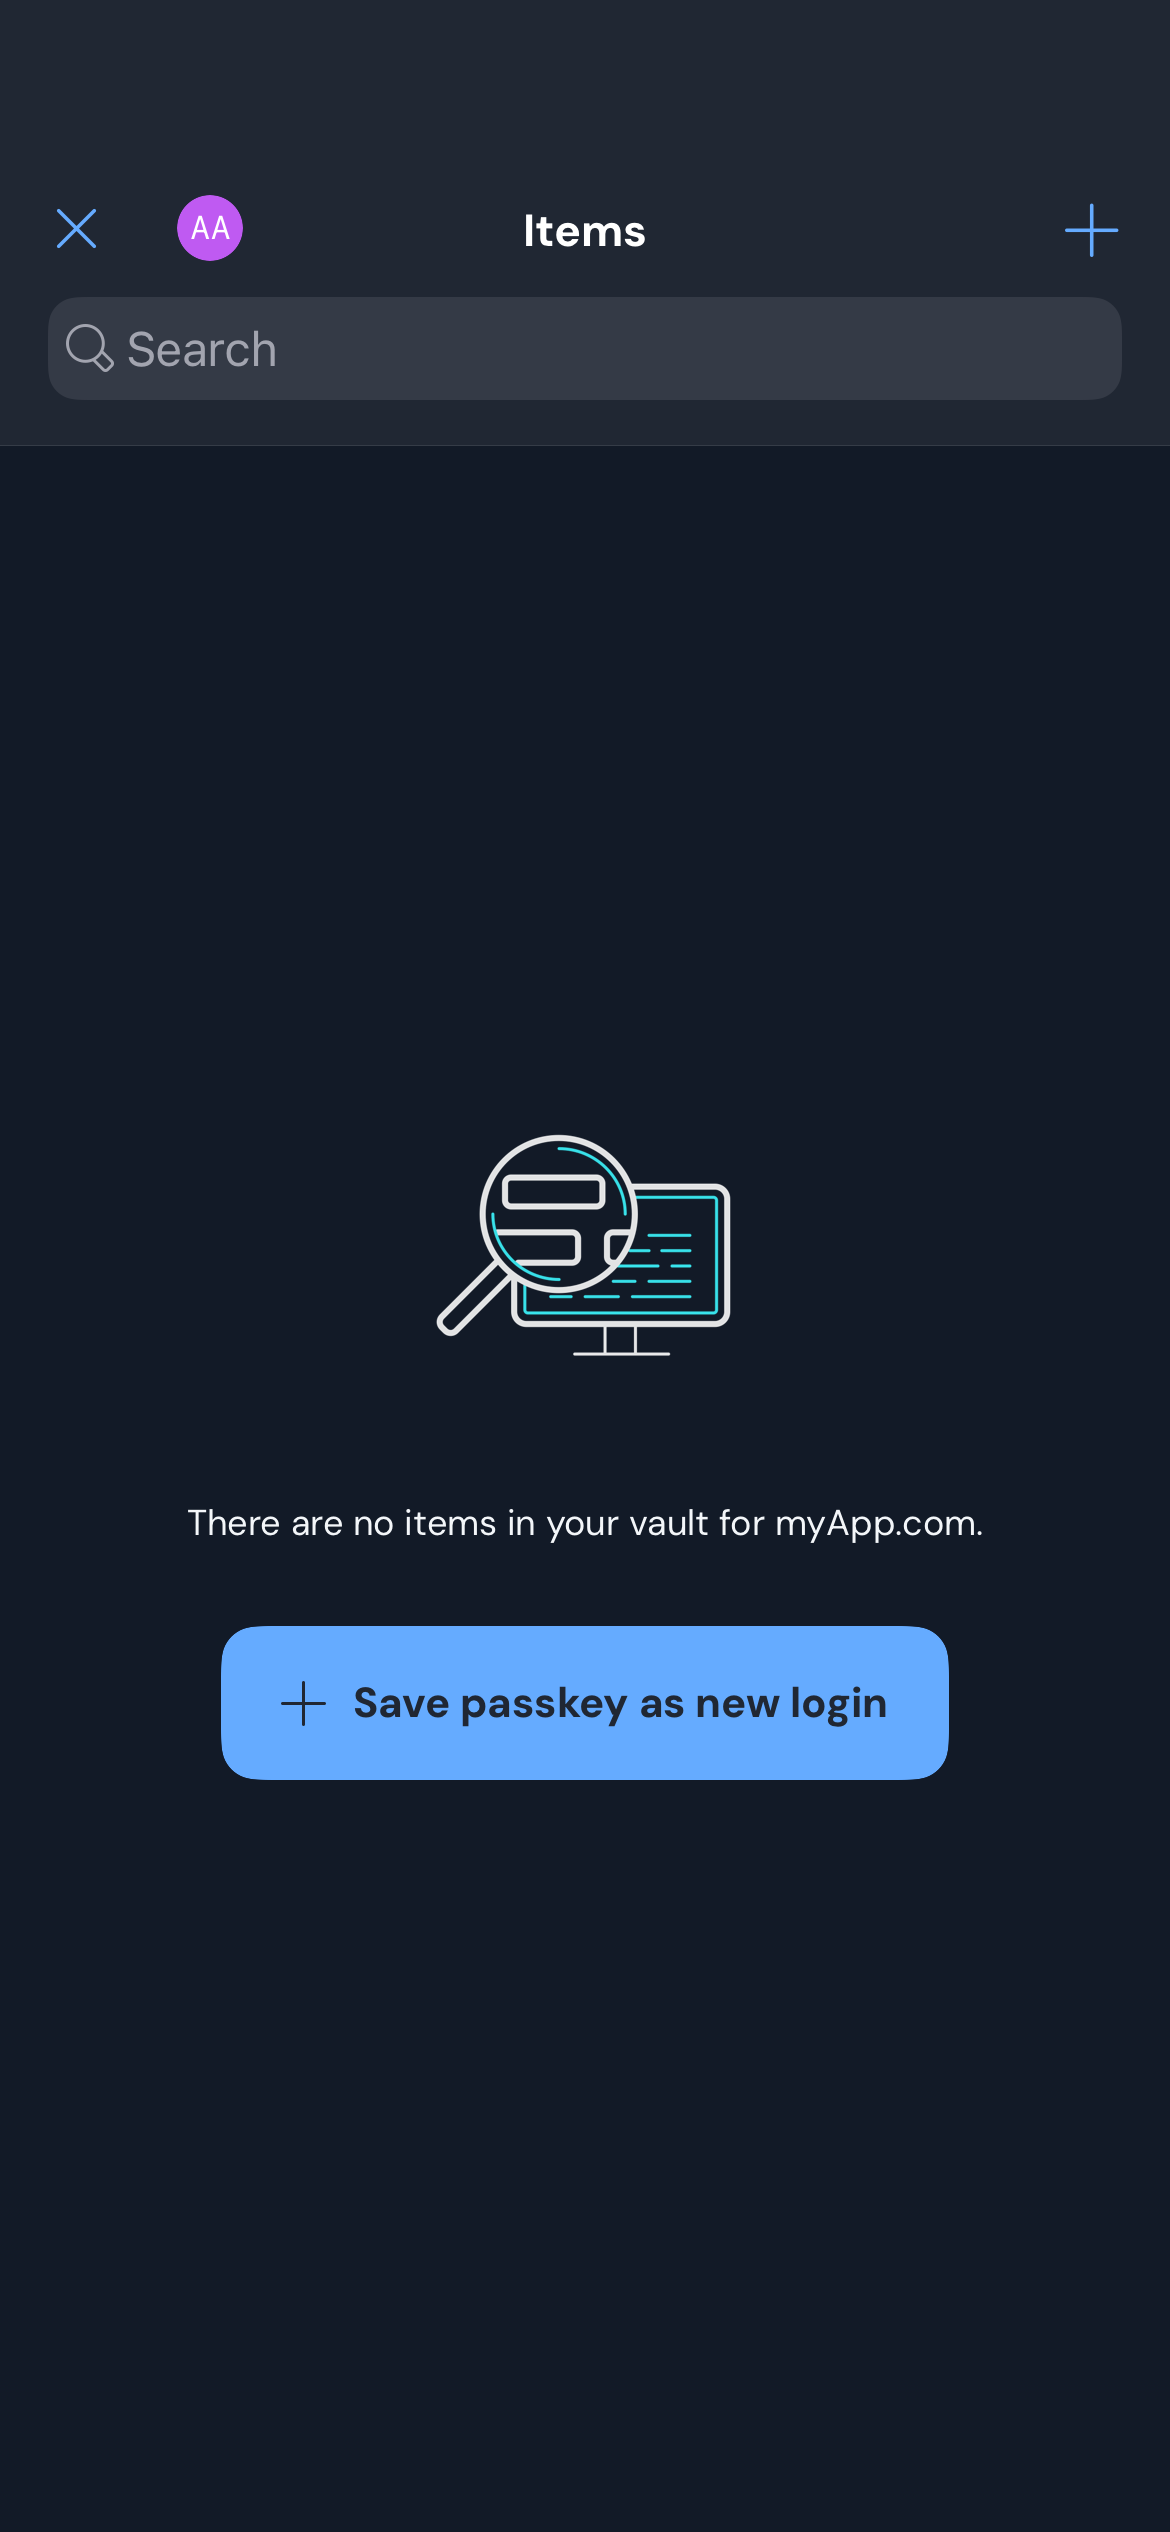 AA
Items
Search
There are no items in your vault for myApp.com.
Save passkey as new login